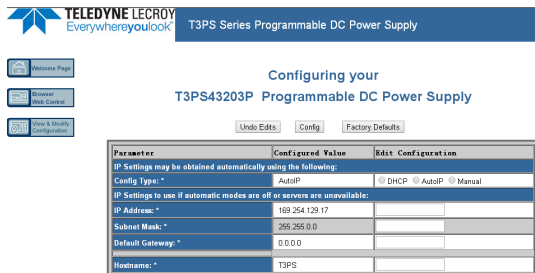 TELEDYNE LECROY
Everywhereyoulook
T3PS Series Programmable DC Power Supply
Welcome Page
Browser
Web Control
View & Modify
Configuration
Configuring your
T3PS43203P Programmable DC Power Supply
Undo Edits Config Factory Defaults
Parameter Configured Value Edit Configuration
IP Settings may be obtained automatically using the following:
Config Type: * AutoIP DHCP AutoIP Manual
IP Settings to use if automatic modes are off or servers are unavailable:
IP Address: * 169.254.129.17
Subnet Mask: * 255.255.0.0
Default Gateway: * 0.0.0.0
Hostname: * T3PS